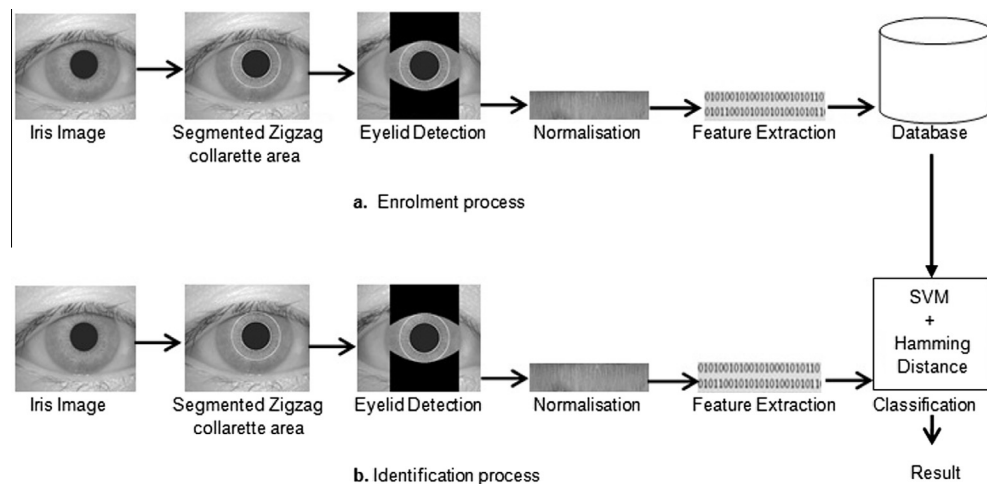 Iris Image
Segmented Zigzag
collarette area
Eyelid Detection
Normalisation
010100101001010001010110
Feature Extraction
Database
a. Enrolment process
SVM
+
Hamming
Distance
Iris Image
Segmented Zigzag
collarette area
Eyelid Detection
Normalisation
Feature Extraction
Classification
b. Identification process
Result